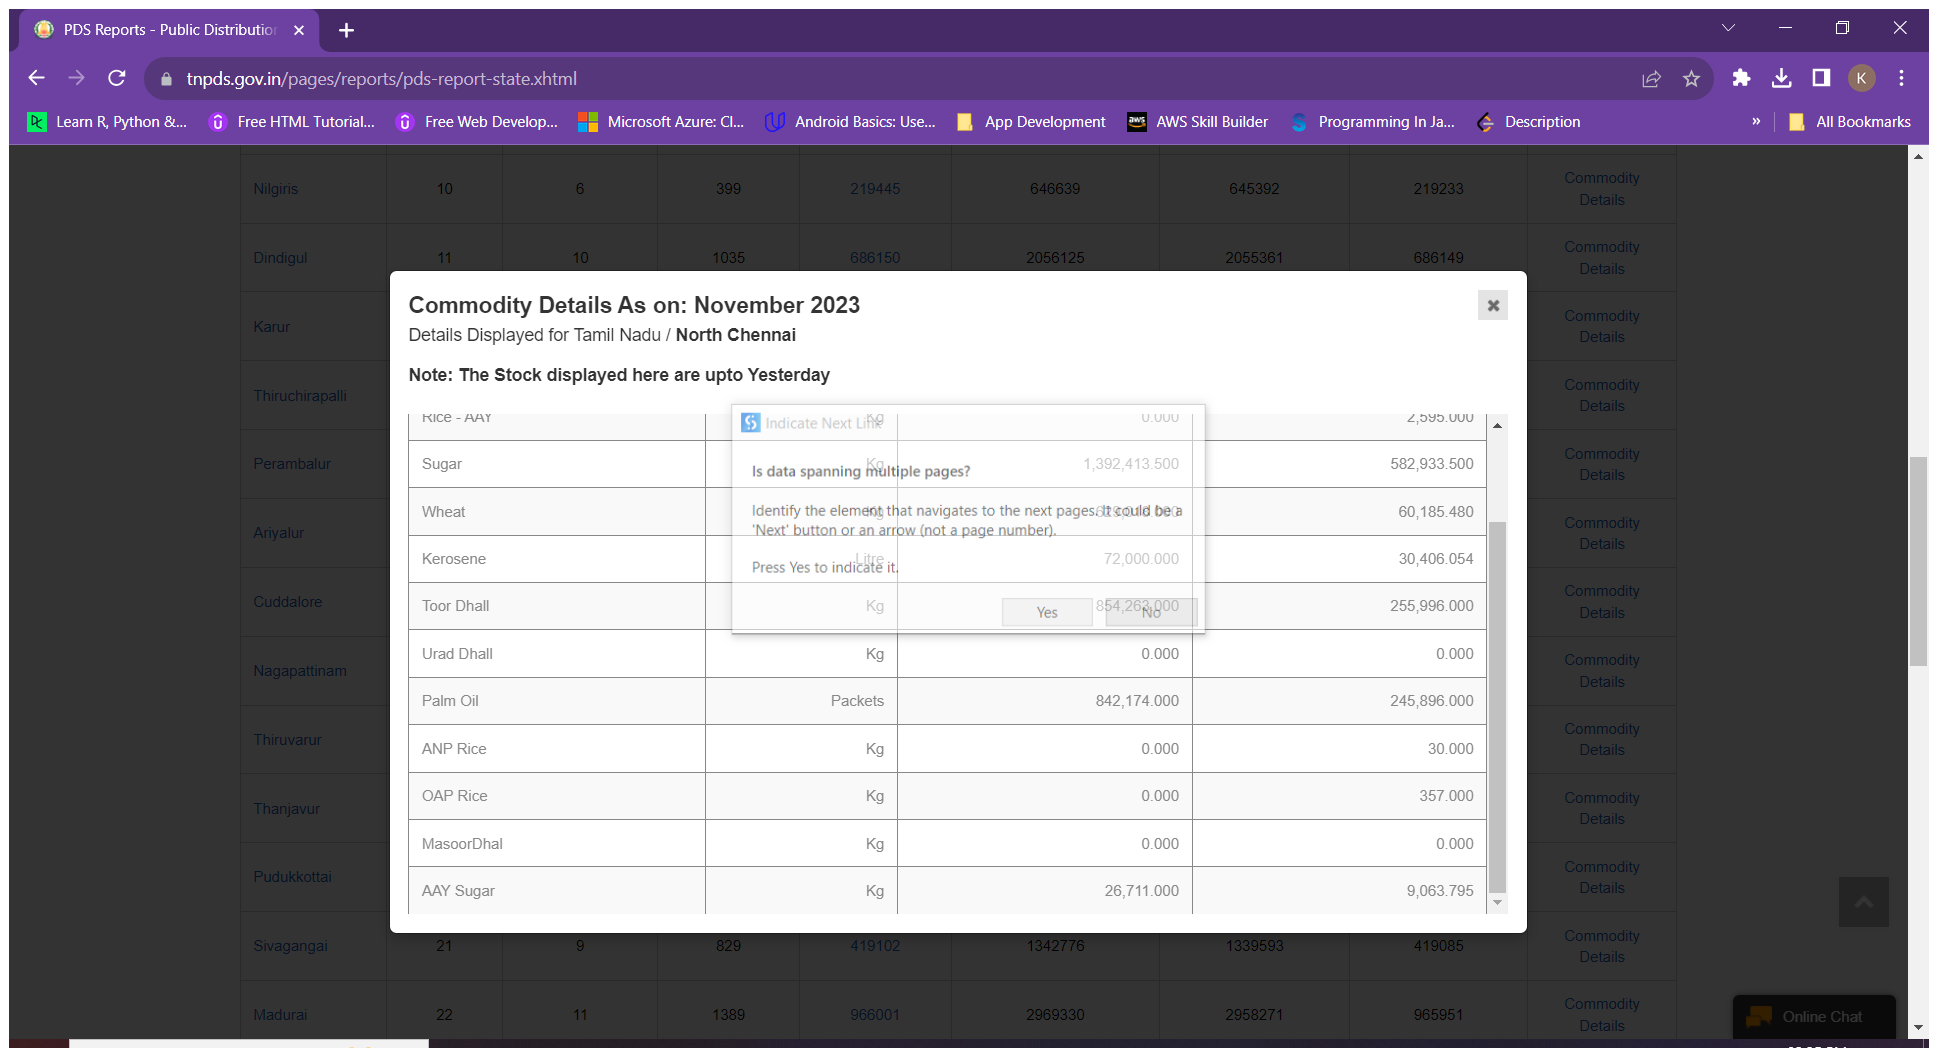 PDS Reports - Public Distribution
tnpds.gov.in/pages/reports/pds-report-state.xhtml
K
Learn R, Python &... Free HTML Tutorial... Free Web Develop... Microsoft Azure: Cl... Android Basics: Use... App Development AWS Skill Builder Programming In Ja... Description » All Bookmarks
Nilgiris 10 6 399 219445 646639 645392 219233 Commodity Details
Dindigul 11 10 1035 686150 2056125 2055361 686149 Commodity Details
Karur Commodity Details
Thiruchirapalli Commodity Details
Perambalur Commodity Details
Ariyalur Commodity Details
Cuddalore Commodity Details
Nagapattinam Commodity Details
Thiruvarur Commodity Details
Thanjavur Commodity Details
Pudukkottai Commodity Details
Sivagangai 21 9 829 419102 1342776 1339593 419085 Commodity Details
Madurai 22 11 1389 966001 2969330 2958271 965951 Commodity Details
Commodity Details As on: November 2023
Details Displayed for Tamil Nadu / North Chennai
Note: The Stock displayed here are upto Yesterday
Rice - AAY Kg 0.000 2,595.000
Sugar Kg 1,392,413.500 582,933.500
Wheat Kg 60,185.480
Kerosene Litre 72,000.000 30,406.054
Toor Dhall Kg 854,263.000 255,996.000
Urad Dhall Kg 0.000 0.000
Palm Oil Packets 842,174.000 245,896.000
ANP Rice Kg 0.000 30.000
OAP Rice Kg 0.000 357.000
MasoorDhal Kg 0.000 0.000
AAY Sugar Kg 26,711.000 9,063.795
Indicate Next Link
Is data spanning multiple pages?
Identify the element that navigates to the next pages. It could be a
'Next' button or an arrow (not a page number).
Press Yes to indicate it.
Yes No
Online Chat